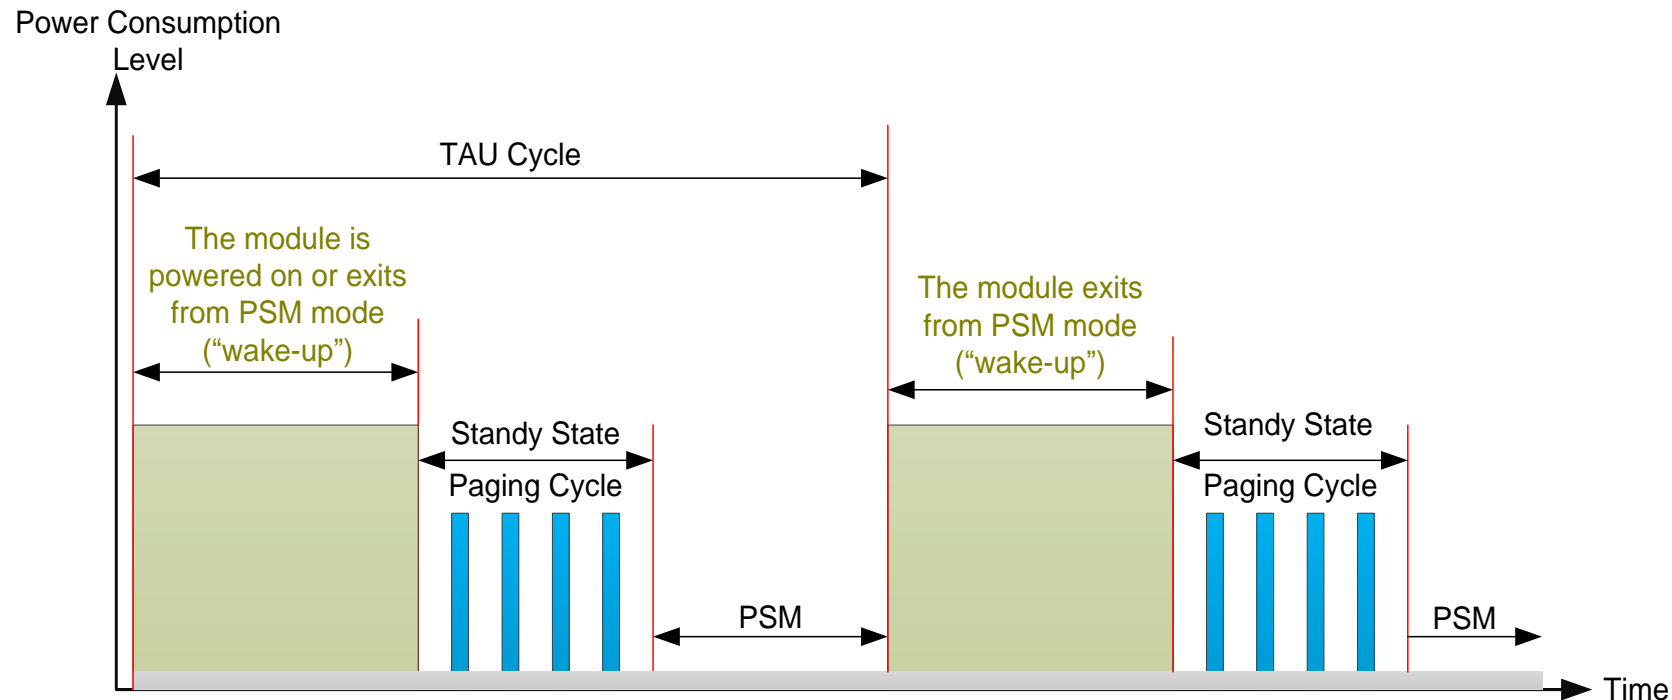 Power Consumption
Level
TAU Cycle
The module is
powered on or exits
from PSM mode
(“wake-up”)
The module exits
from PSM mode
(“wake-up”)
Standy State
Standy State
Paging Cycle
Paging Cycle
PSM
PSM
Time